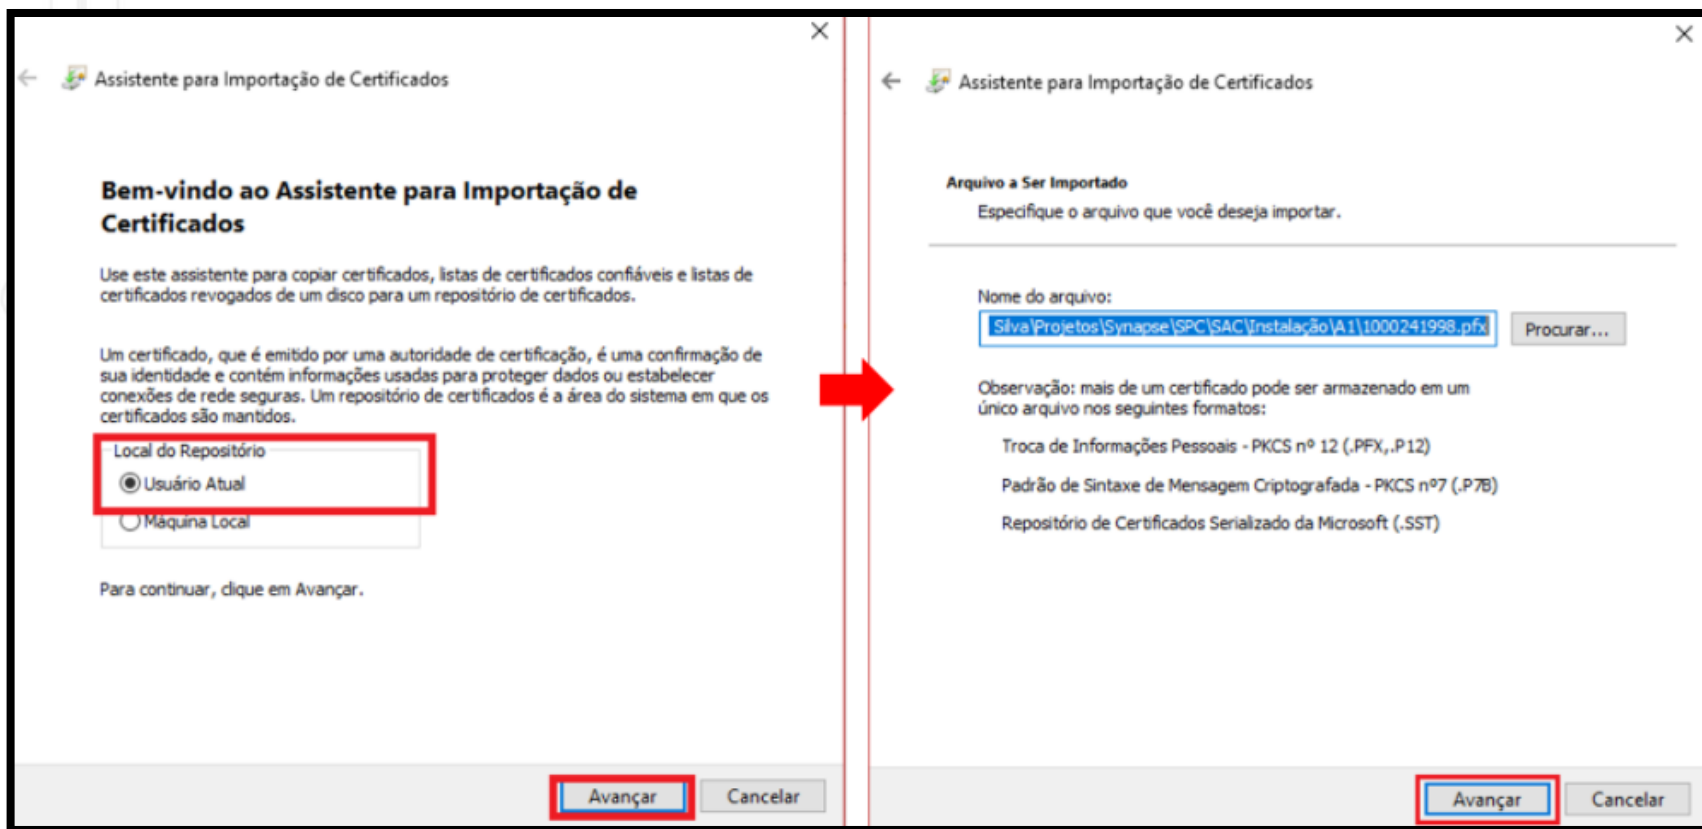 Assistente para Importação de Certificados
Bem-vindo ao Assistente para Importação de
Certificados
Use este assistente para copiar certificados, listas de certificados confiáveis e listas de
certificados revogados de um disco para um repositório de certificados.
Um certificado, que é emitido por uma autoridade de certificação, é uma confirmação de
sua identidade e contém informações usadas para proteger dados ou estabelecer
conexões de rede seguras. Um repositório de certificados é a área do sistema em que os
certificados são mantidos.
Local do Repositório
Usuário Atual
Máquina Local
Para continuar, clique em Avançar.
Avançar
Cancelar
Assistente para Importação de Certificados
Arquivo a Ser Importado
Especifique o arquivo que você deseja importar.
Nome do arquivo:
Silva\Projetos\Synapse\SPC\SAC\Instalação\A1\1000241998.pfx
Procurar...
Observação: mais de um certificado pode ser armazenado em um
único arquivo nos seguintes formatos:
Troca de Informações Pessoais - PKCS nº 12 (.PFX,.P12)
Padrão de Sintaxe de Mensagem Criptografada - PKCS nº7 (.P7B)
Repositório de Certificados Serializado da Microsoft (.SST)
Avançar
Cancelar